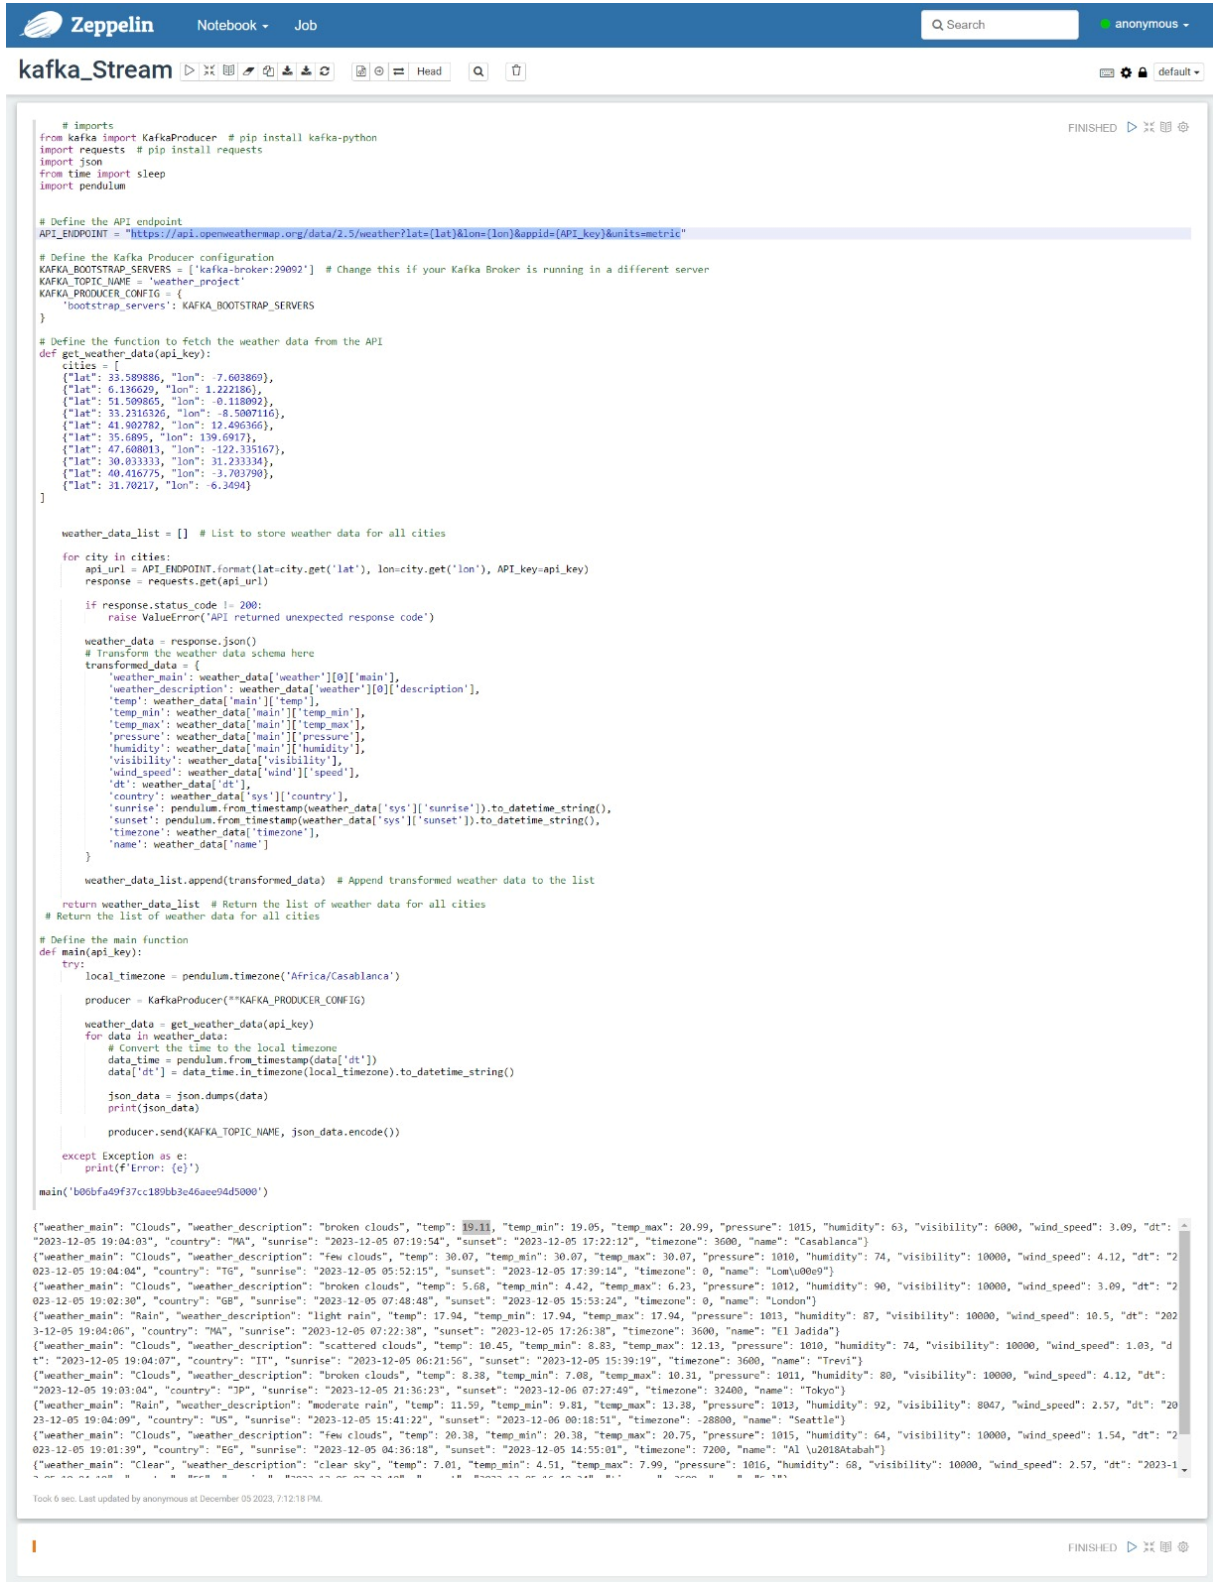 Zeppelin Notebook Job Search anonymous
kafka_Stream Head default
# imports FINISHED
from kafka import KafkaProducer # pip install kafka-python
import requests # pip install requests
import json
from time import sleep
import pendulum
# Define the API endpoint
API_ENDPOINT = "https://api.openweathermap.org/data/2.5/weather?lat={lat}&lon={lon}&appid={API_key}&units=metric"
# Define the Kafka Producer configuration
KAFKA_BOOTSTRAP_SERVERS = ['kafka-broker:29092'] # Change this if your Kafka Broker is running in a different server
KAFKA_TOPIC_NAME = 'weather_project'
KAFKA_PRODUCER_CONFIG = {
'bootstrap_servers': KAFKA_BOOTSTRAP_SERVERS
}
# Define the function to fetch the weather data from the API
def get_weather_data(api_key):
cities = [
{"lat": 33.589886, "lon": -7.603869},
{"lat": 6.136629, "lon": 1.222186},
{"lat": 51.509865, "lon": -0.118092},
{"lat": 33.2316326, "lon": -8.5007116},
{"lat": 41.902782, "lon": 12.496366},
{"lat": 35.6895, "lon": 139.6917},
{"lat": 47.608013, "lon": -122.335167},
{"lat": 30.033333, "lon": 31.233334},
{"lat": 40.416775, "lon": -3.703790},
{"lat": 31.70217, "lon": -6.3494}
]
weather_data_list = [] # List to store weather data for all cities
for city in cities:
api_url = API_ENDPOINT.format(lat=city.get('lat'), lon=city.get('lon'), API_key=api_key)
response = requests.get(api_url)
if response.status_code != 200:
raise ValueError('API returned unexpected response code')
weather_data = response.json()
# Transform the weather data schema here
transformed_data = {
'weather_main': weather_data['weather'][0]['main'],
'weather_description': weather_data['weather'][0]['description'],
'temp': weather_data['main']['temp'],
'temp_min': weather_data['main']['temp_min'],
'temp_max': weather_data['main']['temp_max'],
'pressure': weather_data['main']['pressure'],
'humidity': weather_data['main']['humidity'],
'visibility': weather_data['visibility'],
'wind_speed': weather_data['wind']['speed'],
'dt': weather_data['dt'],
'country': weather_data['sys']['country'],
'sunrise': pendulum.from_timestamp(weather_data['sys']['sunrise']).to_datetime_string(),
'sunset': pendulum.from_timestamp(weather_data['sys']['sunset']).to_datetime_string(),
'timezone': weather_data['timezone'],
'name': weather_data['name']
}
weather_data_list.append(transformed_data) # Append transformed weather data to the list
return weather_data_list # Return the list of weather data for all cities
# Return the list of weather data for all cities
# Define the main function
def main(api_key):
try:
local_timezone = pendulum.timezone('Africa/Casablanca')
producer = KafkaProducer(**KAFKA_PRODUCER_CONFIG)
weather_data = get_weather_data(api_key)
for data in weather_data:
# Convert the time to the local timezone
data_time = pendulum.from_timestamp(data['dt'])
data['dt'] = data_time.in_timezone(local_timezone).to_datetime_string()
json_data = json.dumps(data)
print(json_data)
producer.send(KAFKA_TOPIC_NAME, json_data.encode())
except Exception as e:
print(f'Error: {e}')
main('b06bfa49f37cc189bb3e46aee94d5000')
{"weather_main": "Clouds", "weather_description": "broken clouds", "temp": 19.11, "temp_min": 19.05, "temp_max": 20.99, "pressure": 1015, "humidity": 63, "visibility": 6000, "wind_speed": 3.09, "dt":
"2023-12-05 19:04:03", "country": "MA", "sunrise": "2023-12-05 07:19:54", "sunset": "2023-12-05 17:22:12", "timezone": 3600, "name": "Casablanca"}
{"weather_main": "Clouds", "weather_description": "few clouds", "temp": 30.07, "temp_min": 30.07, "temp_max": 30.07, "pressure": 1010, "humidity": 74, "visibility": 10000, "wind_speed": 4.12, "dt": "2
023-12-05 19:04:04", "country": "TG", "sunrise": "2023-12-05 05:52:15", "sunset": "2023-12-05 17:39:14", "timezone": 0, "name": "Lom\u00e9"}
{"weather_main": "Clouds", "weather_description": "broken clouds", "temp": 5.68, "temp_min": 4.42, "temp_max": 6.23, "pressure": 1012, "humidity": 90, "visibility": 10000, "wind_speed": 3.09, "dt": "2
023-12-05 19:02:30", "country": "GB", "sunrise": "2023-12-05 07:48:48", "sunset": "2023-12-05 15:53:24", "timezone": 0, "name": "London"}
{"weather_main": "Rain", "weather_description": "light rain", "temp": 17.94, "temp_min": 17.94, "temp_max": 17.94, "pressure": 1013, "humidity": 87, "visibility": 10000, "wind_speed": 10.5, "dt": "202
3-12-05 19:04:06", "country": "MA", "sunrise": "2023-12-05 07:22:38", "sunset": "2023-12-05 17:26:38", "timezone": 3600, "name": "El Jadida"}
{"weather_main": "Clouds", "weather_description": "scattered clouds", "temp": 10.45, "temp_min": 8.83, "temp_max": 12.13, "pressure": 1010, "humidity": 74, "visibility": 10000, "wind_speed": 1.03, "d
t": "2023-12-05 19:04:07", "country": "IT", "sunrise": "2023-12-05 06:21:56", "sunset": "2023-12-05 15:39:19", "timezone": 3600, "name": "Trevi"}
{"weather_main": "Clouds", "weather_description": "broken clouds", "temp": 8.38, "temp_min": 7.08, "temp_max": 10.31, "pressure": 1011, "humidity": 80, "visibility": 10000, "wind_speed": 4.12, "dt":
"2023-12-05 19:03:04", "country": "JP", "sunrise": "2023-12-05 21:36:23", "sunset": "2023-12-06 07:27:49", "timezone": 32400, "name": "Tokyo"}
{"weather_main": "Rain", "weather_description": "moderate rain", "temp": 11.59, "temp_min": 9.81, "temp_max": 13.38, "pressure": 1013, "humidity": 92, "visibility": 8047, "wind_speed": 2.57, "dt": "20
23-12-05 19:04:09", "country": "US", "sunrise": "2023-12-05 15:41:22", "sunset": "2023-12-06 00:18:51", "timezone": -28800, "name": "Seattle"}
{"weather_main": "Clouds", "weather_description": "few clouds", "temp": 20.38, "temp_min": 20.38, "temp_max": 20.75, "pressure": 1015, "humidity": 64, "visibility": 10000, "wind_speed": 1.54, "dt": "2
023-12-05 19:01:39", "country": "EG", "sunrise": "2023-12-05 04:36:18", "sunset": "2023-12-05 14:55:01", "timezone": 7200, "name": "Al \u2018Atabah"}
{"weather_main": "Clear", "weather_description": "clear sky", "temp": 7.01, "temp_min": 4.51, "temp_max": 7.99, "pressure": 1016, "humidity": 68, "visibility": 10000, "wind_speed": 2.57, "dt": "2023-1
Took 6 sec. Last updated by anonymous at December 05 2023, 7:12:18 PM.
FINISHED